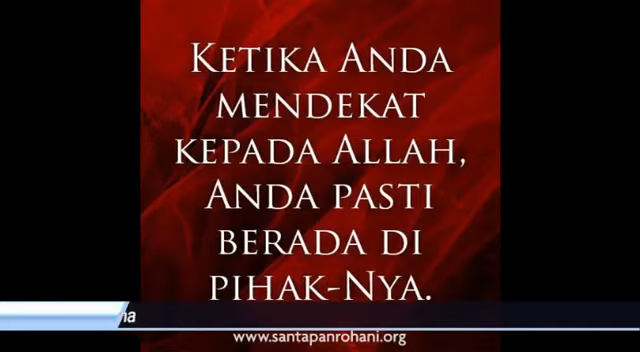 KETIKA ANDA
MENDEKAT
KEPADA ALLAH,
ANDA PASTI
BERADA DI
PIHAK-NYA.
www.santapanrohani.org